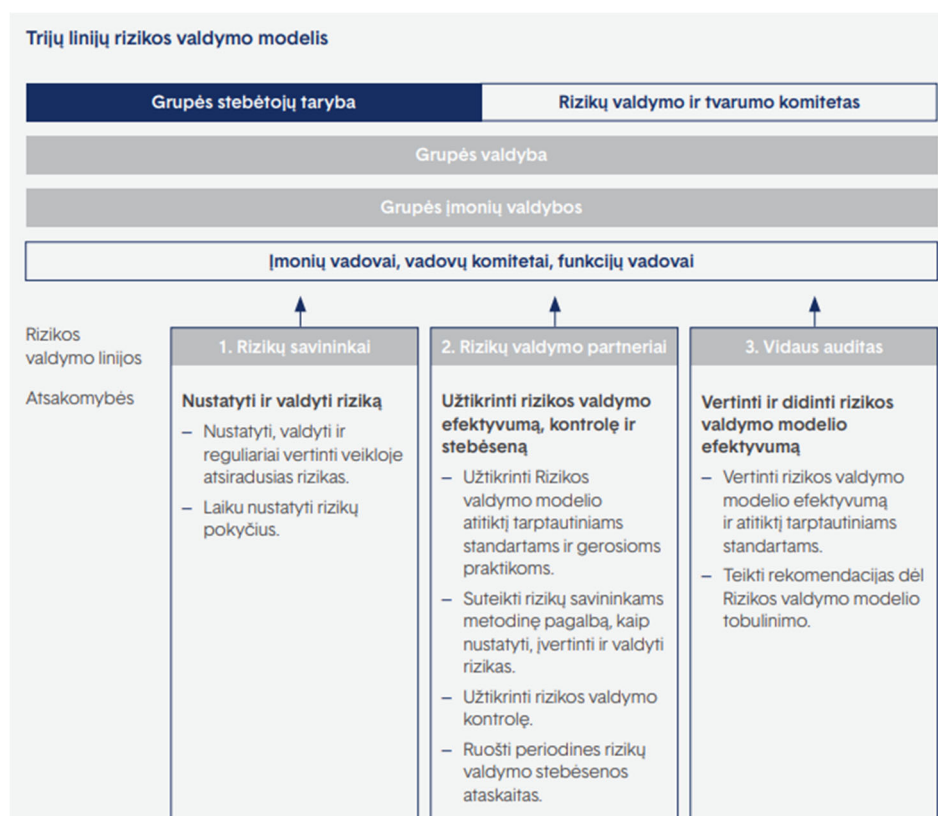 Trijų linijų rizikos valdymo modelis
Grupės stebėtojų taryba
Rizikų valdymo ir tvarumo komitetas
Grupės valdyba
Grupės įmonių valdybos
Įmonių vadovai, vadovų komitetai, funkcijų vadovai
Rizikos
valdymo linijos
1. Rizikų savininkai
2. Rizikų valdymo partneriai
3. Vidaus auditas
Atsakomybės
Nustatyti ir valdyti riziką
– Nustatyti, valdyti ir
reguliariai vertinti veikloje
atsiradusias rizikas.
– Laiku nustatyti rizikų
pokyčius.
Užtikrinti rizikos valdymo
efektyvumą, kontrolę ir
stebėseną
– Užtikrinti Rizikos
valdymo modelio
atitiktį tarptautiniams
standartams ir gerosioms
praktikoms.
– Suteikti rizikų savininkams
metodinę pagalbą, kaip
nustatyti, įvertinti ir valdyti
rizikas.
– Užtikrinti rizikos valdymo
kontrolę.
– Ruošti periodines rizikų
valdymo stebėsenos
ataskaitas.
Vertinti ir didinti rizikos
valdymo modelio
efektyvumą
– Vertinti rizikos valdymo
modelio efektyvumą
ir atitiktį tarptautiniams
standartams.
– Teikti rekomendacijas dėl
Rizikos valdymo modelio
tobulinimo.